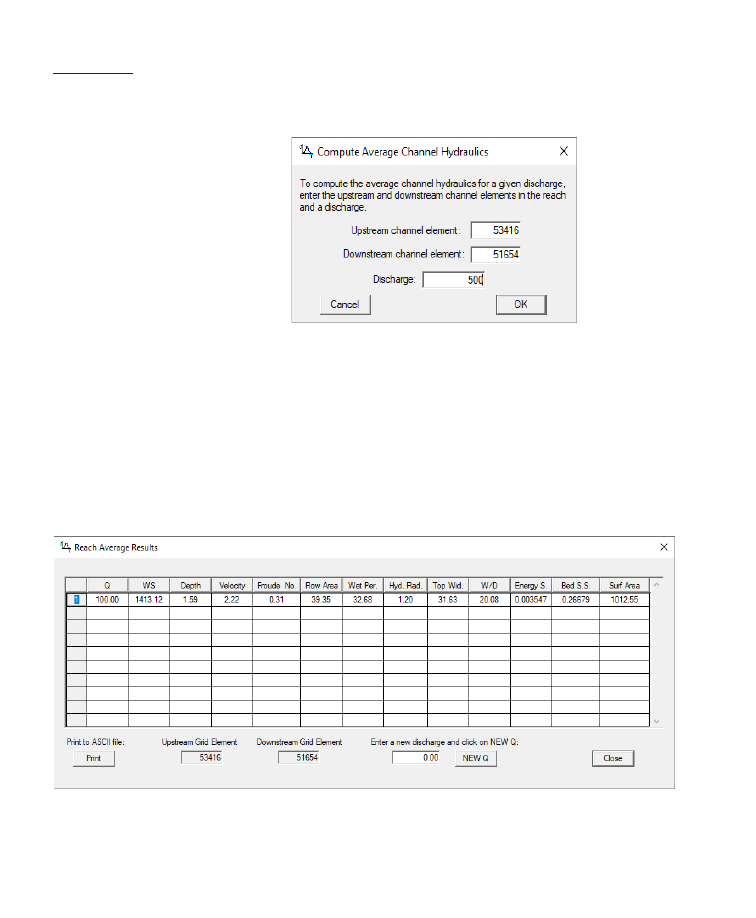 Compute Average Channel Hydraulics
To compute the average channel hydraulics for a given discharge,
enter the upstream and downstream channel elements in the reach
and a discharge.
Upstream channel element: 53416
Downstream channel element: 51654
Discharge: 500
Cancel OK
Reach Average Results
Q WS Depth Velocity Froude No. Flow Area Wet Per. Hyd. Rad. Top Wid. W/D Energy S. Bed S.S. Surf Area
1 100.00 1413.12 1.59 2.22 0.31 39.35 32.68 1.20 31.63 20.08 0.003547 0.26679 1012.55
Print to ASCII file: Upstream Grid Element Downstream Grid Element Enter a new discharge and click on NEW Q:
Print 53416 51654 0.00 NEW Q Close